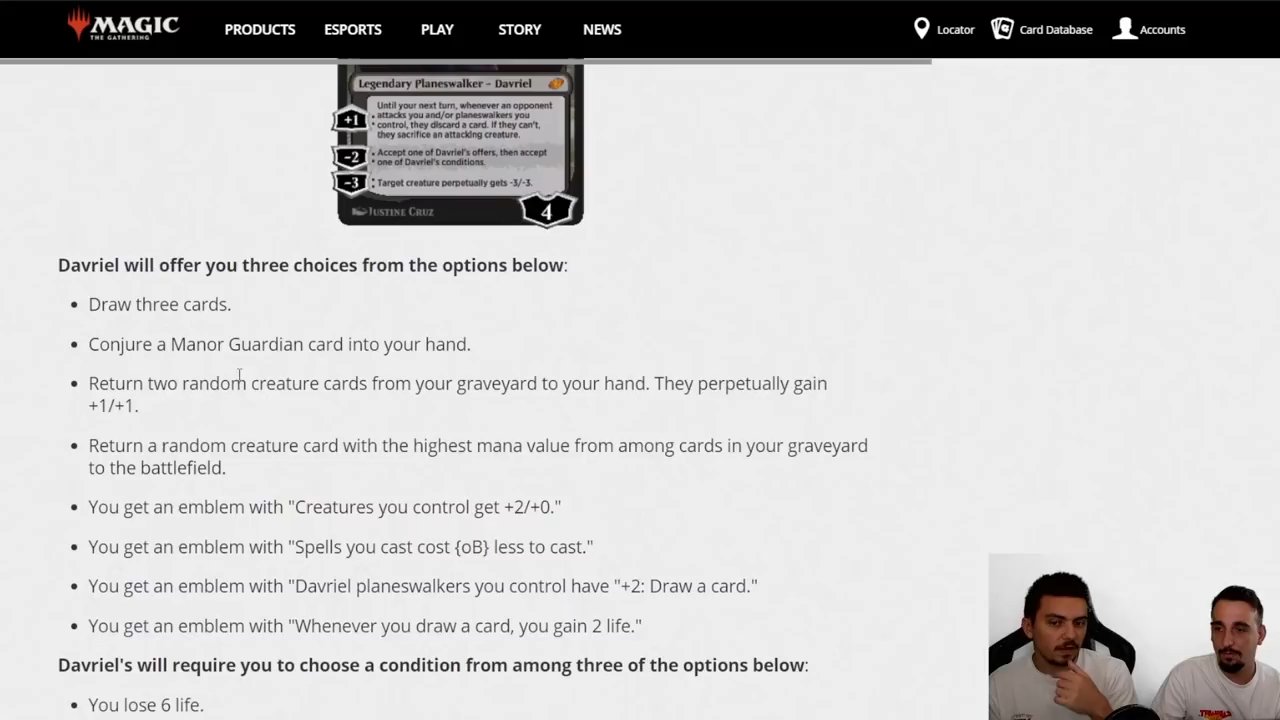 MAGIC
THE GATHERING
PRODUCTS ESPORTS PLAY STORY NEWS Locator Card Database Accounts
Legendary Planeswalker – Davriel
+1
Until your next turn, whenever an opponent
attacks you and/or planeswalkers you
control, they discard a card. If they can't,
they sacrifice an attacking creature.
-2
Accept one of Davriel's offers, then accept
one of Davriel's conditions.
-3
Target creature perpetually gets -3/-3.
JUSTINE CRUZ
4
Davriel will offer you three choices from the options below:
• Draw three cards.
• Conjure a Manor Guardian card into your hand.
• Return two random creature cards from your graveyard to your hand. They perpetually gain
+1/+1.
• Return a random creature card with the highest mana value from among cards in your graveyard
to the battlefield.
• You get an emblem with "Creatures you control get +2/+0."
• You get an emblem with "Spells you cast cost {oB} less to cast."
• You get an emblem with "Davriel planeswalkers you control have "+2: Draw a card."
• You get an emblem with "Whenever you draw a card, you gain 2 life."
Davriel's will require you to choose a condition from among three of the options below:
• You lose 6 life.